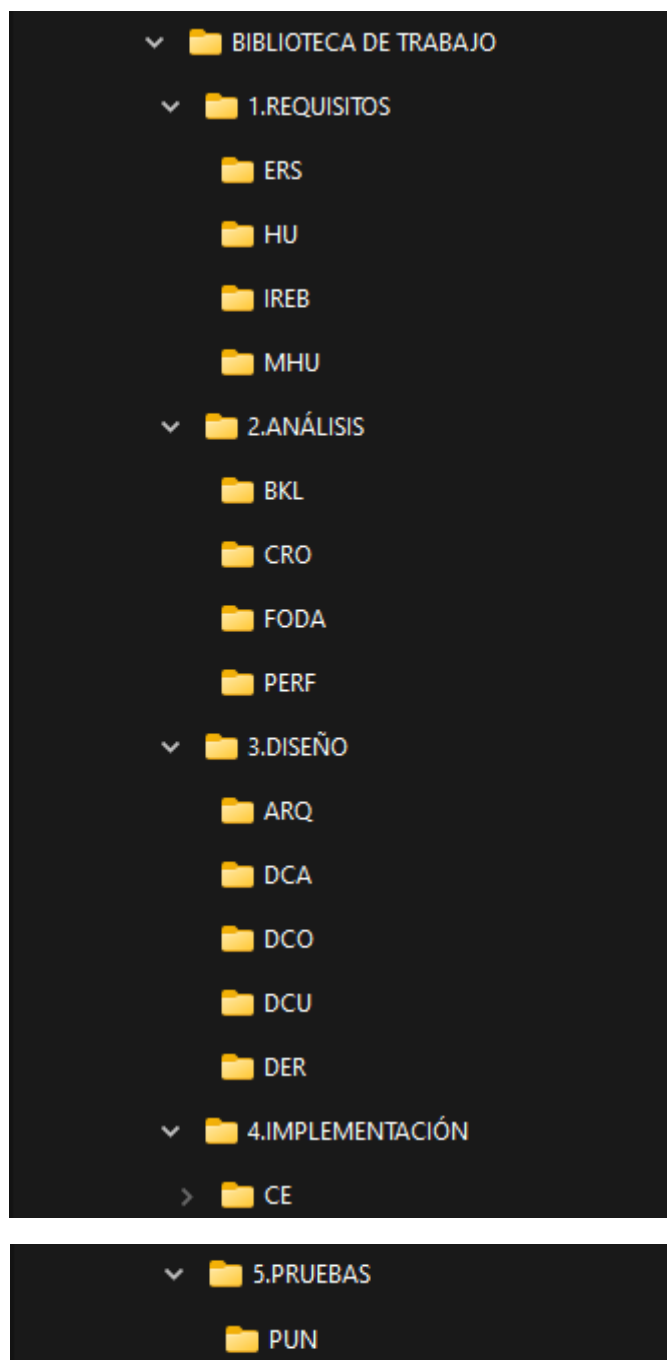 BIBLIOTECA DE TRABAJO
1.REQUISITOS
ERS
HU
IREB
MHU
2.ANÁLISIS
BKL
CRO
FODA
PERF
3.DISEÑO
ARQ
DCA
DCO
DCU
DER
4.IMPLEMENTACIÓN
CE
5.PRUEBAS
PUN